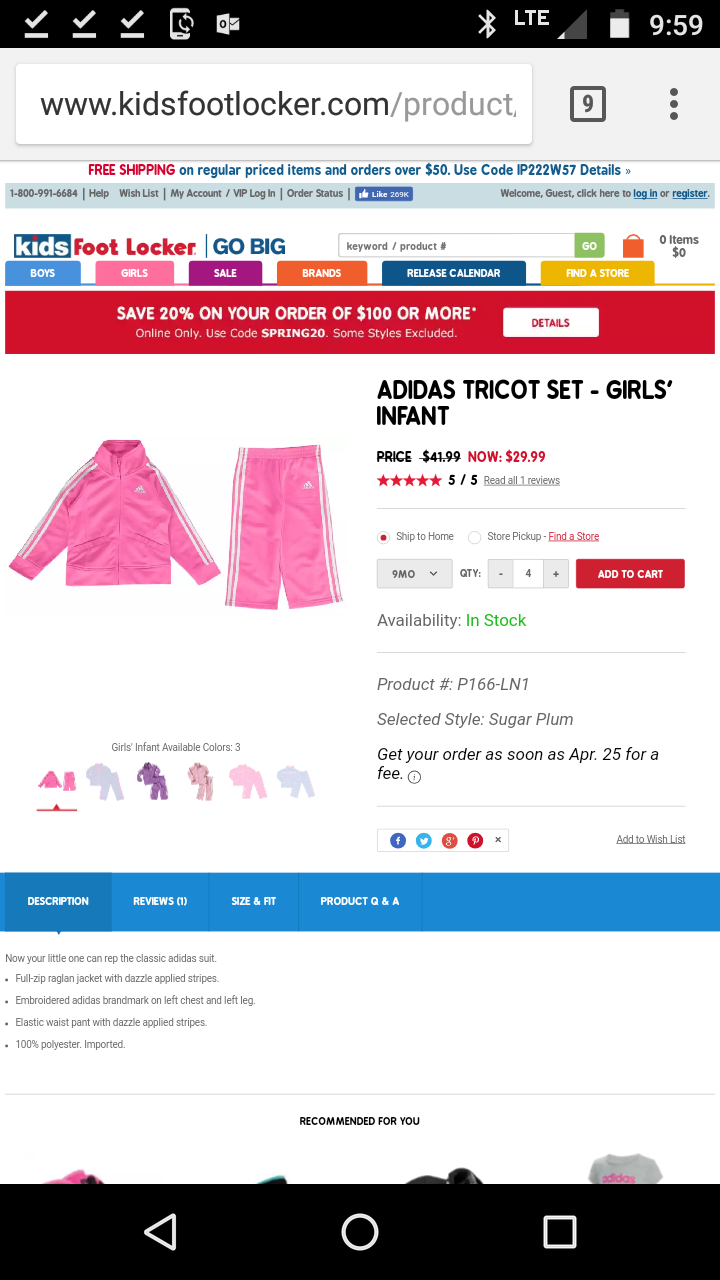 LTE 9:59
www.kidsfootlocker.com/product/
9
FREE SHIPPING on regular priced items and orders over $50. Use Code IP222W57 Details »
1-800-991-6684 | Help Wish List | My Account / VIP Log In | Order Status | Like 269K
Welcome, Guest, click here to log in or register.
kids Foot Locker | GO BIG
keyword / product #
GO
0 Items
$0
BOYS GIRLS SALE BRANDS RELEASE CALENDAR FIND A STORE
SAVE 20% ON YOUR ORDER OF $100 OR MORE*
Online Only. Use Code SPRING20. Some Styles Excluded.
DETAILS
ADIDAS TRICOT SET - GIRLS'
INFANT
PRICE $41.99 NOW: $29.99
5 / 5 Read all 1 reviews
Ship to Home Store Pickup - Find a Store
9MO QTY: - 4 + ADD TO CART
Availability: In Stock
Product #: P166-LN1
Selected Style: Sugar Plum
Get your order as soon as Apr. 25 for a
fee.
Girls' Infant Available Colors: 3
Add to Wish List
DESCRIPTION REVIEWS (1) SIZE & FIT PRODUCT Q & A
Now your little one can rep the classic adidas suit.
• Full-zip raglan jacket with dazzle applied stripes.
• Embroidered adidas brandmark on left chest and left leg.
• Elastic waist pant with dazzle applied stripes.
• 100% polyester. Imported.
RECOMMENDED FOR YOU
adidas